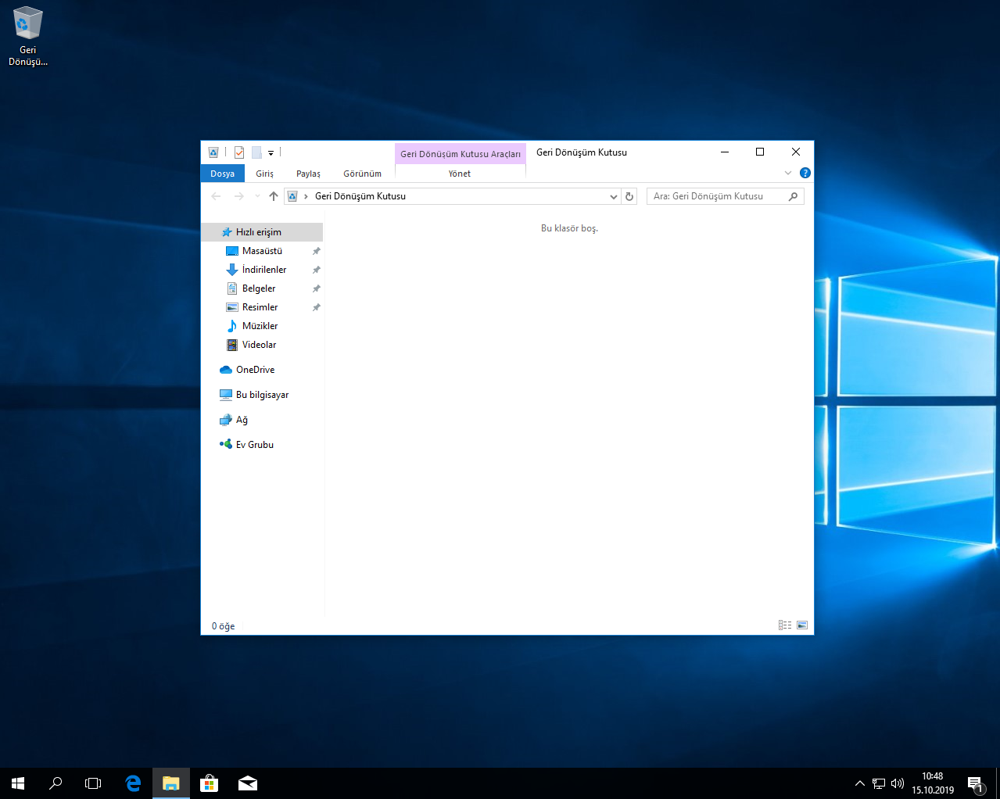 Geri
Dönüşü...
Geri Dönüşüm Kutusu Araçları
Geri Dönüşüm Kutusu
Dosya
Giriş
Paylaş
Görünüm
Yönet
Geri Dönüşüm Kutusu
Ara: Geri Dönüşüm Kutusu
Bu klasör boş.
Hızlı erişim
Masaüstü
İndirilenler
Belgeler
Resimler
Müzikler
Videolar
OneDrive
Bu bilgisayar
Ağ
Ev Grubu
0 öğe
10:48
15.10.2019
1